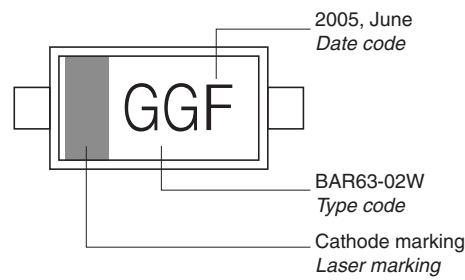 2005, June
Date code
GGF
BAR63-02W
Type code
Cathode marking
Laser marking